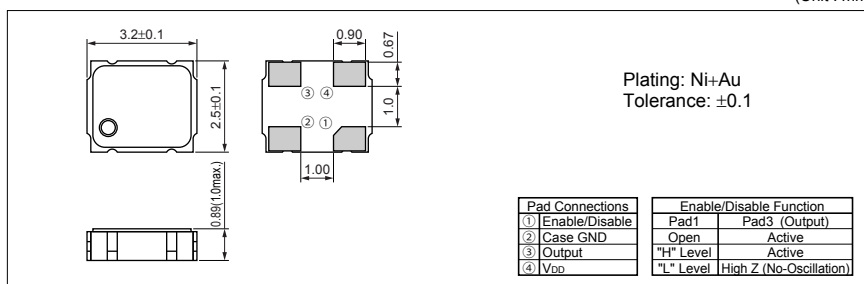 3.2±0.1
0.90
0.67
2.5±0.1
③ ④
② ①
1.0
1.00
0.89(1.0max.)
Plating: Ni+Au
Tolerance: ±0.1
Pad Connections
① Enable/Disable
② Case GND
③ Output
④ VDD
Enable/Disable Function
Pad1 Pad3 (Output)
Open Active
"H" Level Active
"L" Level High Z (No-Oscillation)